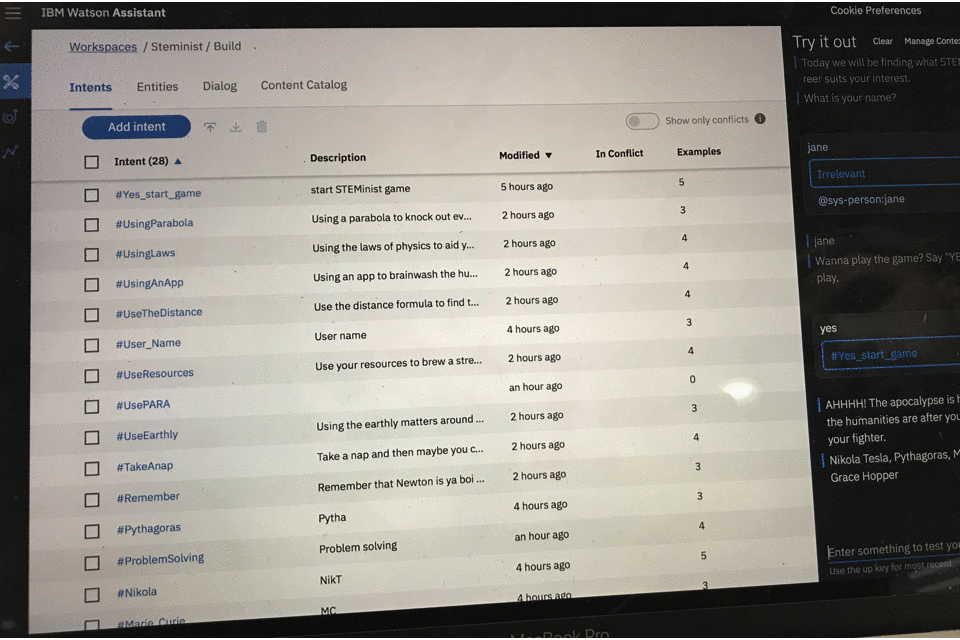 IBM Watson Assistant
Cookie Preferences
Workspaces / Steminist / Build
Intents Entities Dialog Content Catalog
Add intent
Show only conflicts
Intent (28) Description Modified In Conflict Examples
#Yes_start_game start STEMinist game 5 hours ago 5
#UsingParabola Using a parabola to knock out ev... 2 hours ago 3
#UsingLaws Using the laws of physics to aid y... 2 hours ago 4
#UsingAnApp Using an app to brainwash the hu... 2 hours ago 4
#UseTheDistance Use the distance formula to find t... 2 hours ago 4
#User_Name User name 4 hours ago 3
#UseResources Use your resources to brew a stre... 2 hours ago 4
#UsePARA an hour ago 0
#UseEarthly Using the earthly matters around ... 2 hours ago 3
#TakeAnap Take a nap and then maybe you c... 2 hours ago 4
#Remember Remember that Newton is ya boi ... 2 hours ago 3
#Pythagoras Pytha 4 hours ago 3
#ProblemSolving Problem solving an hour ago 4
#Nikola NikT 4 hours ago 5
#Marie_Curie MC 4 hours ago 3
Try it out Clear Manage Conte
Today we will be finding what STE
reer suits your interest.
What is your name?
jane
Irrelevant
@sys-person:jane
jane
Wanna play the game? Say "YE
play,
yes
#Yes_start_game
AHHHH! The apocalypse is h
the humanities are after you
your fighter.
Nikola Tesla, Pythagoras, M
Grace Hopper
Enter something to test you
Use the up key for most recent
MacBook Pro